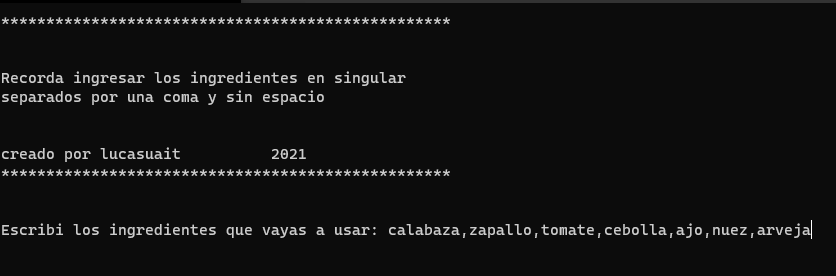 **************************************************
Recorda ingresar los ingredientes en singular
separados por una coma y sin espacio
creado por lucasuait          2021
**************************************************
Escribi los ingredientes que vayas a usar: calabaza,zapallo,tomate,cebolla,ajo,nuez,arveja